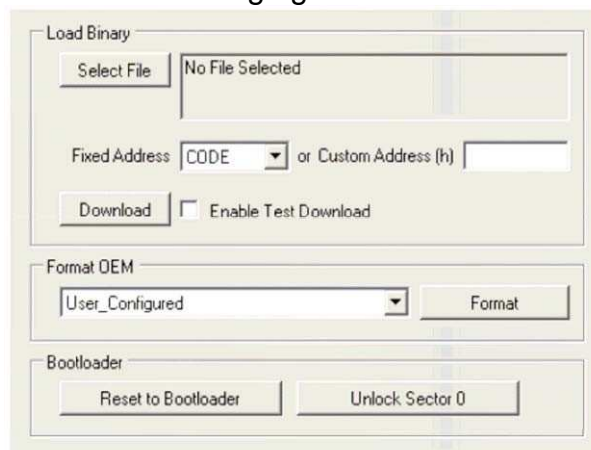 Load Binary
Select File No File Selected
Fixed Address CODE or Custom Address (h)
Download Enable Test Download
Format OEM
User_Configured Format
Bootloader
Reset to Bootloader Unlock Sector 0